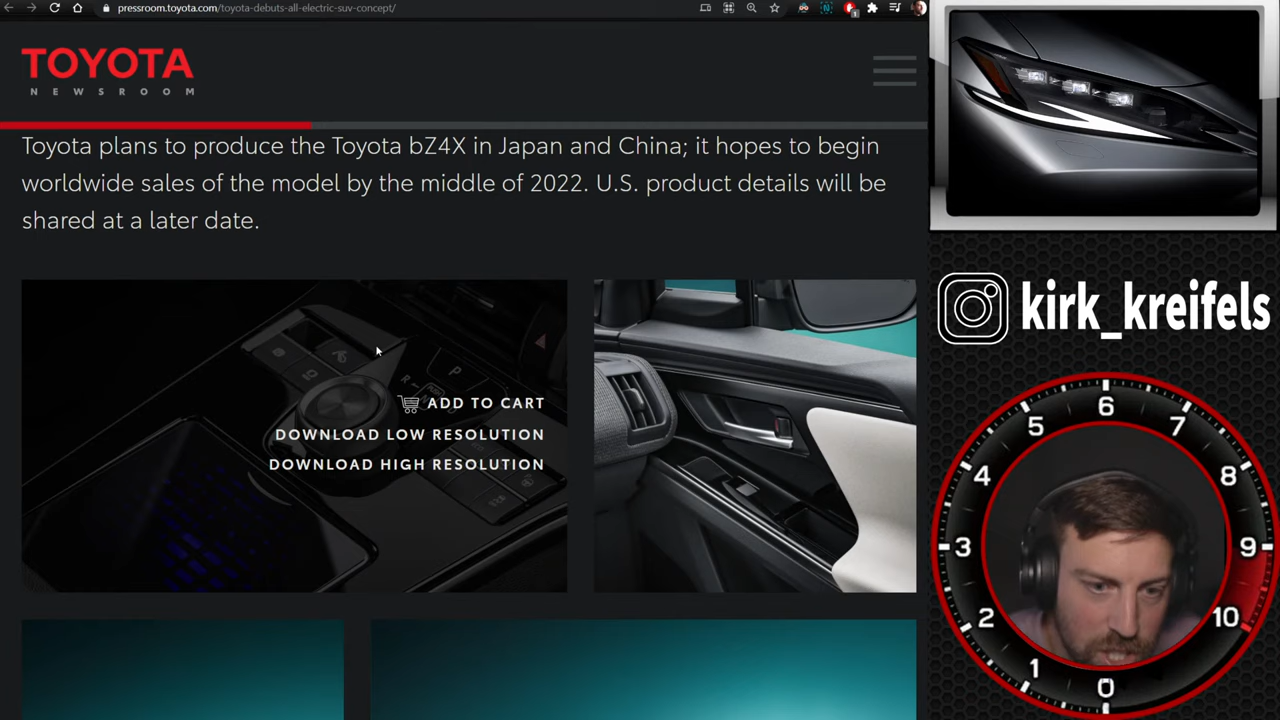 pressroom.toyota.com/toyota-debuts-all-electric-suv-concept/
1
TOYOTA
NEWSROOM
Toyota plans to produce the Toyota bZ4X in Japan and China; it hopes to begin
worldwide sales of the model by the middle of 2022. U.S. product details will be
shared at a later date.
P
R
ADD TO CART
DOWNLOAD LOW RESOLUTION
DOWNLOAD HIGH RESOLUTION
kirk_kreifels
0
1
2
3
4
5
6
7
8
9
10